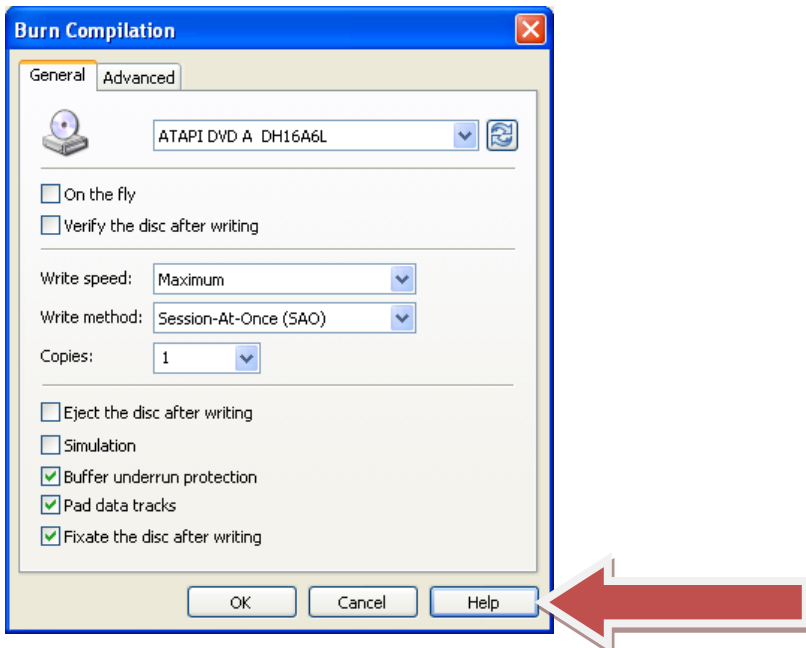 Burn Compilation
General Advanced
ATAPI DVD A  DH16A6L
On the fly
Verify the disc after writing
Write speed: Maximum
Write method: Session-At-Once (SAO)
Copies: 1
Eject the disc after writing
Simulation
Buffer underrun protection
Pad data tracks
Fixate the disc after writing
OK Cancel Help